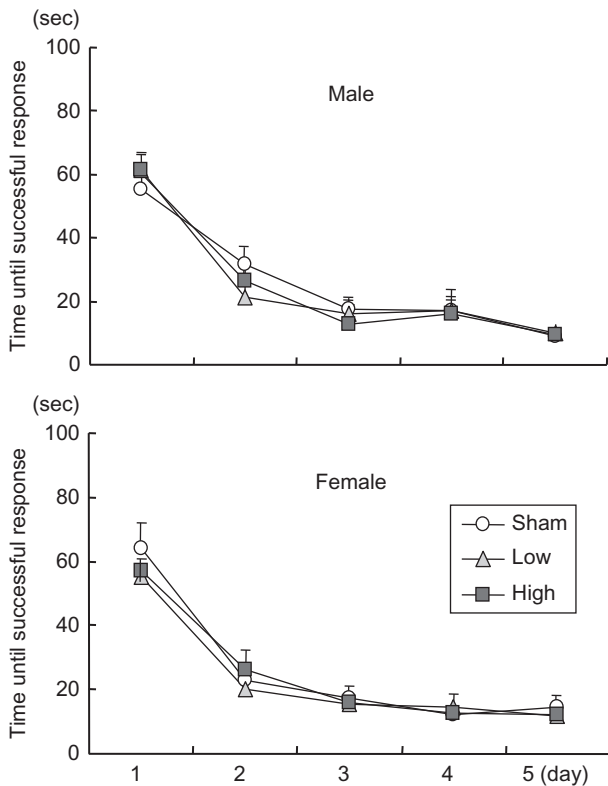 (sec)
100
80
60
40
20
0
Time until successful response
Male
(sec)
100
80
60
40
20
0
Time until successful response
Female
Sham
Low
High
1 2 3 4 5 (day)